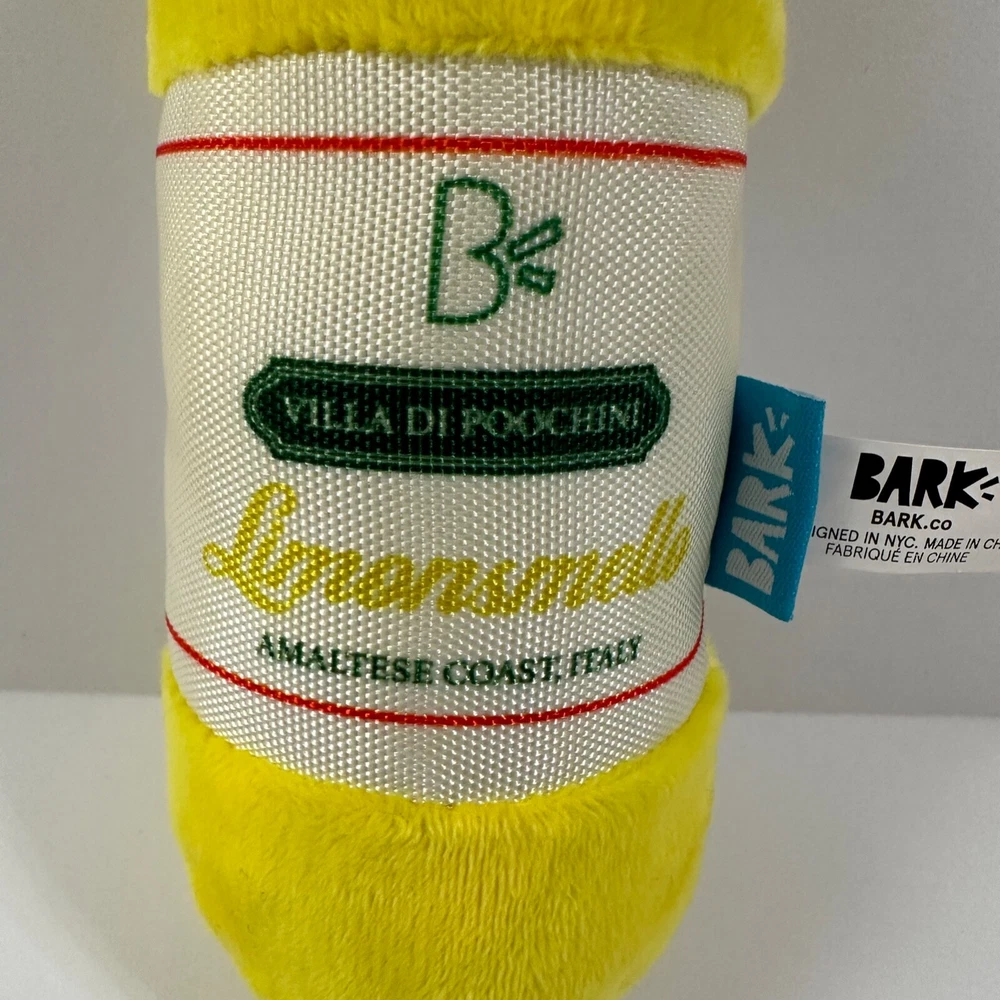 B
VILLA DI POOCHINI
Limonsmello
AMALTESE COAST, ITALY
BARK
BARK
BARK.co
IGNED IN NYC. MADE IN CH
FABRIQUÉ EN CHINE